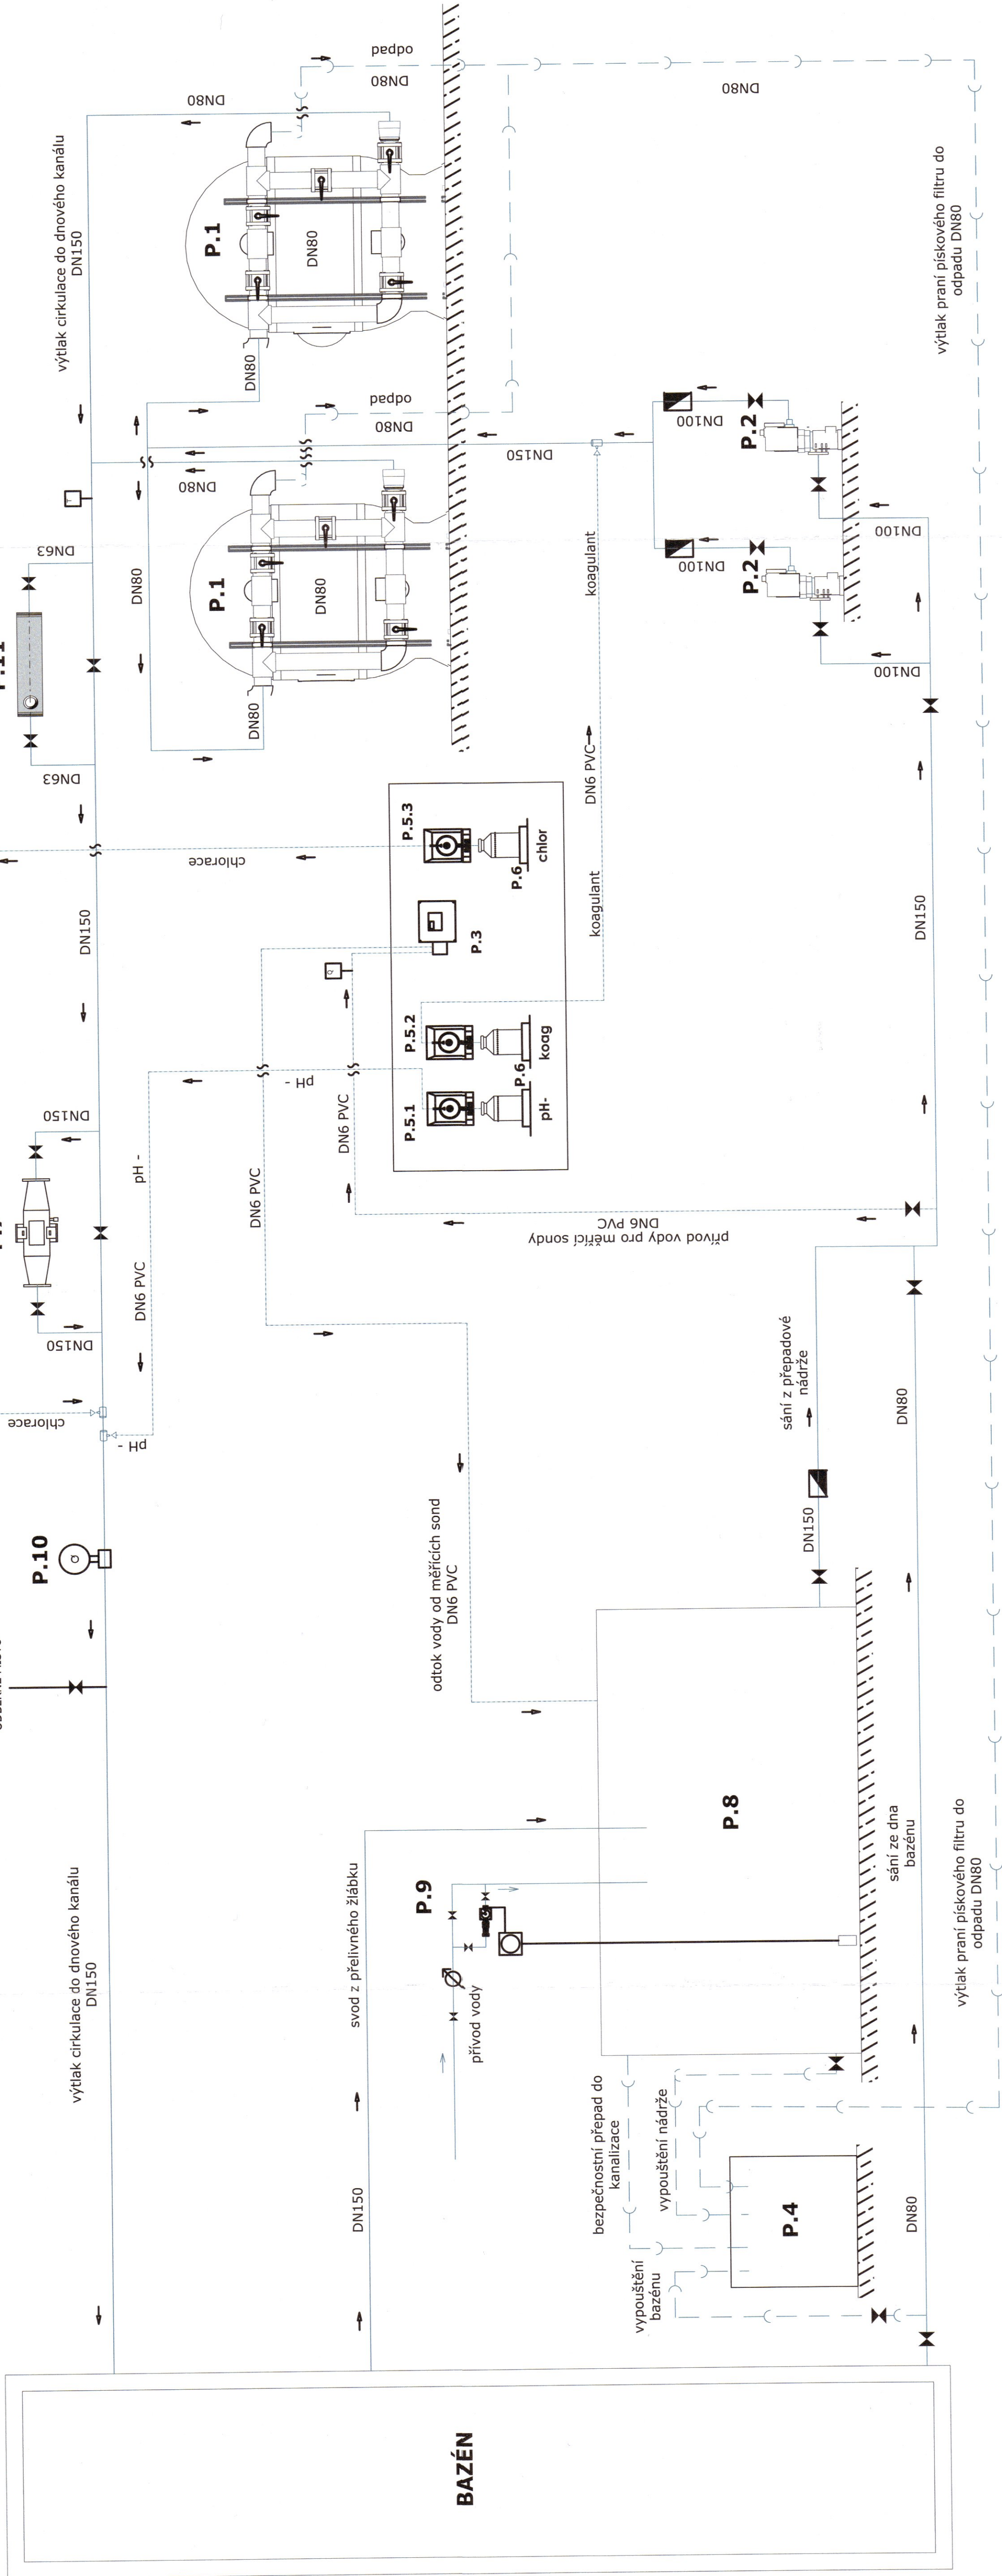 výtlak cirkulace do dnového kanálu
DN150
P.10
chlorace
pH -
DN150
DN150
DN6 PVC
pH -
DN150
DN63
DN63
DN80
DN80
výtlak cirkulace do dnového kanálu
DN150
DN80
P.1
DN80
DN80
odpad
DN80
P.1
DN80
DN80
odpad
DN80
DN80
chlorace
DN6 PVC
DN6 PVC
pH -
P.5.1
P.5.2
P.3
P.5.3
pH-
P.6
koag
P.6
chlor
koagulant
DN6 PVC
koagulant
DN150
DN100
P.2
DN100
P.2
DN100
DN100
DN150
výtlak praní pískového filtru do
odpadu DN80
přívod vody pro měřící sondy
DN6 PVC
odtok vody od měřících sond
DN6 PVC
sání z přepadové
nádrže
DN150
DN80
svod z přelivného žlábku
DN150
P.9
přívod vody
P.8
bezpečnostní přepad do
kanalizace
vypouštění nádrže
vypouštění
bazénu
P.4
sání ze dna
bazénu
DN80
výtlak praní pískového filtru do
odpadu DN80
BAZÉN